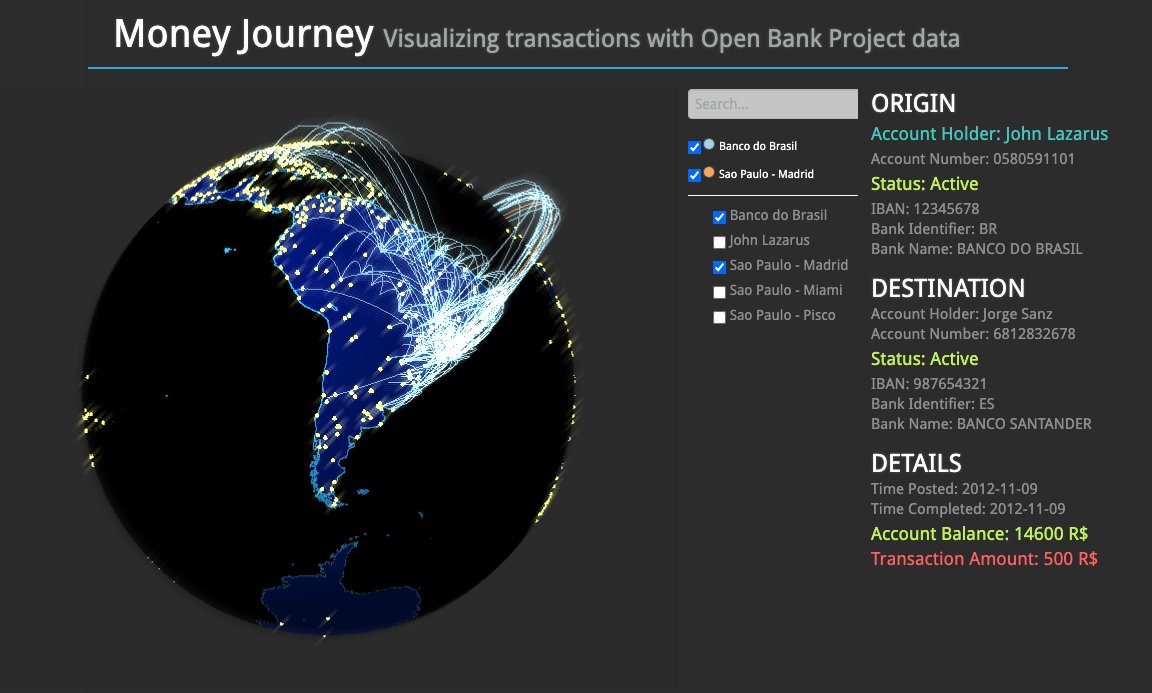 Money Journey Visualizing transactions with Open Bank Project data
Search...
Banco do Brasil
Sao Paulo - Madrid
Banco do Brasil
John Lazarus
Sao Paulo - Madrid
Sao Paulo - Miami
Sao Paulo - Pisco
ORIGIN
Account Holder: John Lazarus
Account Number: 0580591101
Status: Active
IBAN: 12345678
Bank Identifier: BR
Bank Name: BANCO DO BRASIL
DESTINATION
Account Holder: Jorge Sanz
Account Number: 6812832678
Status: Active
IBAN: 987654321
Bank Identifier: ES
Bank Name: BANCO SANTANDER
DETAILS
Time Posted: 2012-11-09
Time Completed: 2012-11-09
Account Balance: 14600 R$
Transaction Amount: 500 R$